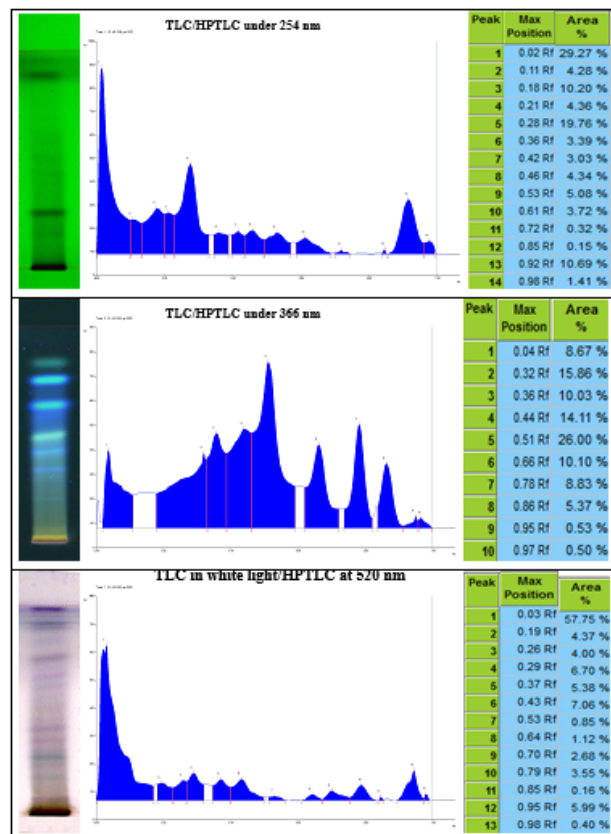 TLC/HPTLC under 254 nm
Peak Max Position Area %
1 0.02 Rf 29.27 %
2 0.11 Rf 4.28 %
3 0.18 Rf 10.20 %
4 0.21 Rf 4.36 %
5 0.28 Rf 19.76 %
6 0.36 Rf 3.39 %
7 0.42 Rf 3.03 %
8 0.46 Rf 4.34 %
9 0.53 Rf 5.08 %
10 0.61 Rf 3.72 %
11 0.72 Rf 0.32 %
12 0.85 Rf 0.15 %
13 0.92 Rf 10.69 %
14 0.98 Rf 1.41 %
TLC/HPTLC under 366 nm
Peak Max Position Area %
1 0.04 Rf 8.67 %
2 0.32 Rf 15.86 %
3 0.36 Rf 10.03 %
4 0.44 Rf 14.11 %
5 0.51 Rf 26.00 %
6 0.66 Rf 10.10 %
7 0.78 Rf 8.83 %
8 0.86 Rf 5.37 %
9 0.95 Rf 0.53 %
10 0.97 Rf 0.50 %
TLC in white light/HPTLC at 520 nm
Peak Max Position Area %
1 0.03 Rf 57.75 %
2 0.19 Rf 4.37 %
3 0.26 Rf 4.00 %
4 0.29 Rf 6.70 %
5 0.37 Rf 5.38 %
6 0.43 Rf 7.06 %
7 0.53 Rf 0.85 %
8 0.64 Rf 1.12 %
9 0.70 Rf 2.68 %
10 0.79 Rf 3.55 %
11 0.85 Rf 0.16 %
12 0.95 Rf 5.99 %
13 0.98 Rf 0.40 %